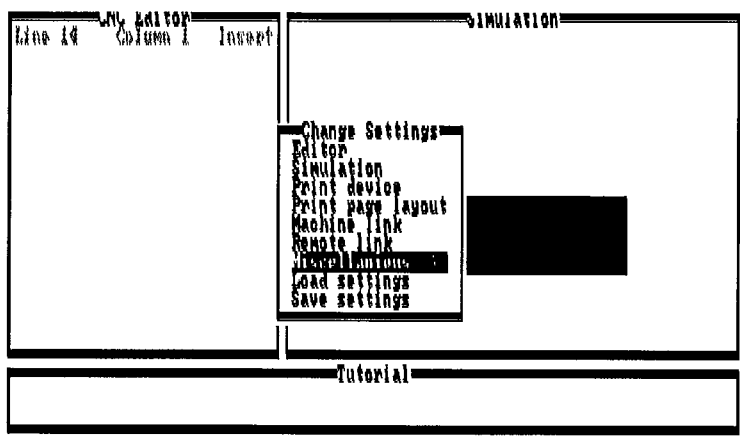 CNC Editor
Line 14 Column 1 Insert
Simulation
Change Settings
Editor
Simulation
Print device
Print page layout
Machine link
Remote link
Load settings
Save settings
Tutorial